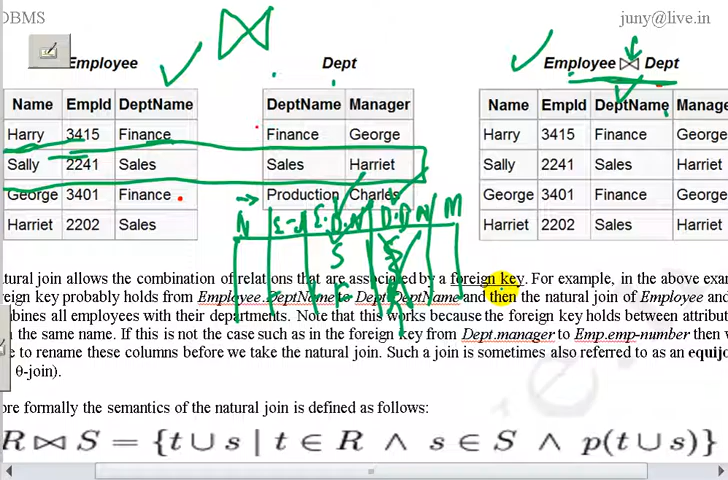 DBMS
juny@live.in
Employee
Dept
Employee ⋈ Dept
Name EmpId DeptName
DeptName Manager
Name EmpId DeptName Manage
Harry 3415 Finance
Finance George
Harry 3415 Finance George
Sally 2241 Sales
Sales Harriet
Sally 2241 Sales Harriet
George 3401 Finance
Production Charles
George 3401 Finance George
Harriet 2202 Sales
Harriet 2202 Sales Harriet
N E-I E.D.N D.D N M
S
F
atural join allows the combination of relations that are associated by a foreign key. For example, in the above exam
reign key probably holds from Employee.DeptName to Dept.DeptName and then the natural join of Employee and
mbines all employees with their departments. Note that this works because the foreign key holds between attribut
h the same name. If this is not the case such as in the foreign key from Dept.manager to Emp.emp-number then w
e to rename these columns before we take the natural join. Such a join is sometimes also referred to as an equijo
θ-join).
ore formally the semantics of the natural join is defined as follows:
R ⋈ S = {t ∪ s | t ∈ R ∧ s ∈ S ∧ p(t ∪ s)}